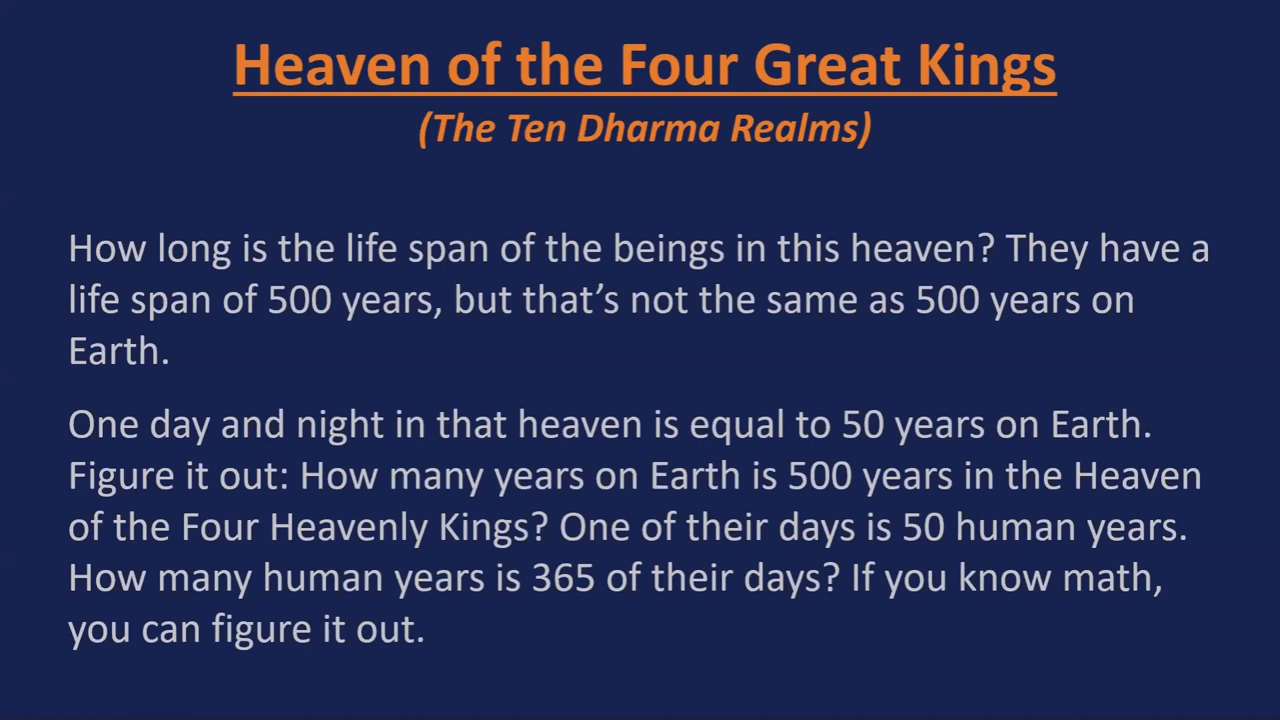 Heaven of the Four Great Kings
(The Ten Dharma Realms)
How long is the life span of the beings in this heaven? They have a
life span of 500 years, but that’s not the same as 500 years on
Earth.
One day and night in that heaven is equal to 50 years on Earth.
Figure it out: How many years on Earth is 500 years in the Heaven
of the Four Heavenly Kings? One of their days is 50 human years.
How many human years is 365 of their days? If you know math,
you can figure it out.